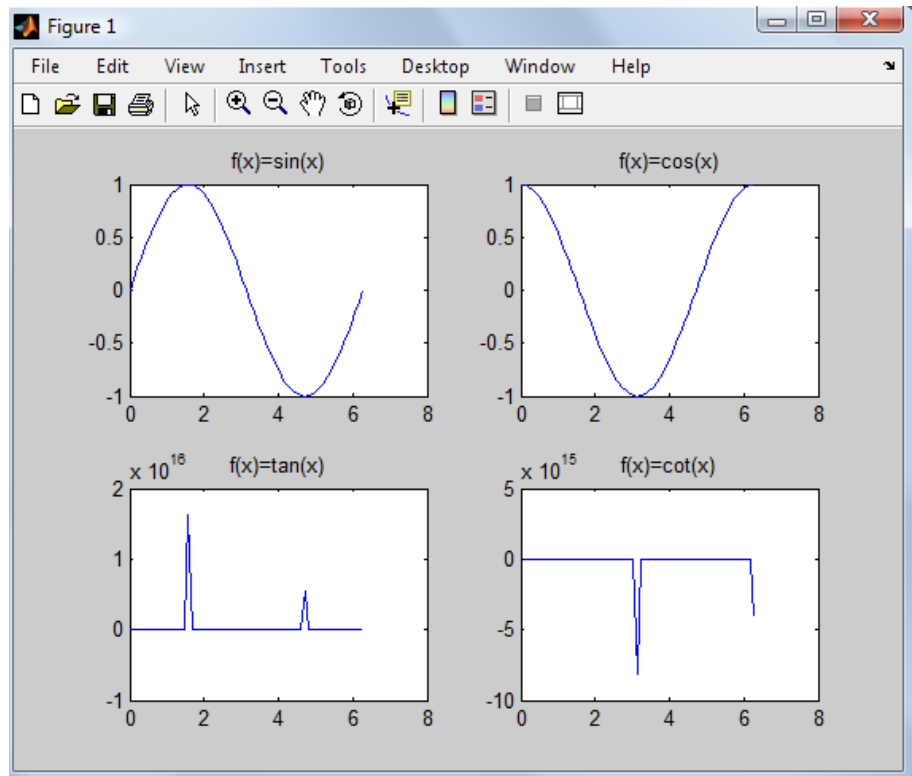 Figure 1
File Edit View Insert Tools Desktop Window Help
f(x)=sin(x)
1
0.5
0
-0.5
-1
0 2 4 6 8
f(x)=cos(x)
1
0.5
0
-0.5
-1
0 2 4 6 8
x 10^16
f(x)=tan(x)
2
1
0
-1
0 2 4 6 8
x 10^15
f(x)=cot(x)
5
0
-5
-10
0 2 4 6 8